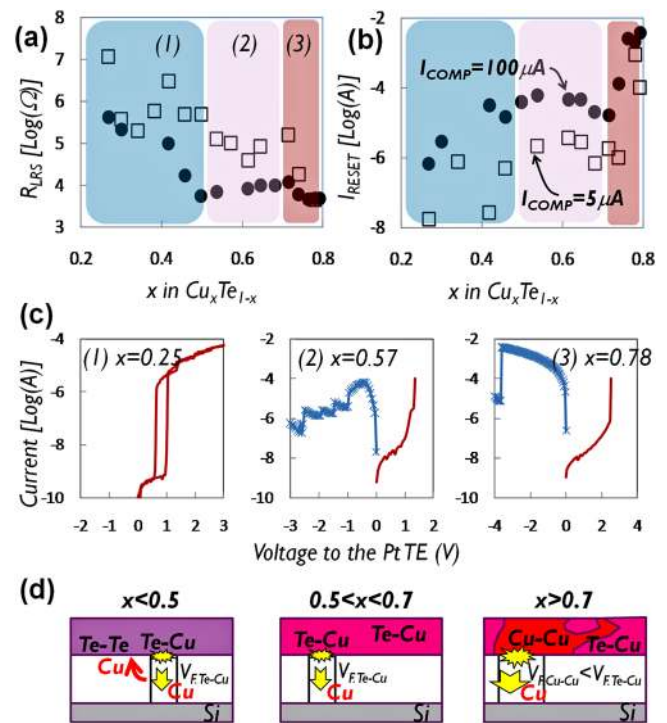 (a)
(b)
(1)
(2)
(3)
8
7
6
5
4
3
R_LRS [Log(Ω)]
0.2
0.4
0.6
0.8
x in Cu_xTe_1-x
-2
-4
-6
-8
I_RESET [Log(A)]
I_COMP=100μA
I_COMP=5μA
0.2
0.4
0.6
0.8
x in Cu_xTe_1-x
(c)
Current [Log(A)]
-4
-6
-8
-10
(1) x=0.25
0
1
2
3
-2
-4
-6
-8
-10
(2) x=0.57
-3
-2
-1
0
1
2
-2
-4
-6
-8
-10
(3) x=0.78
-4
-2
0
2
4
Voltage to the Pt TE (V)
(d)
x<0.5
0.5<x<0.7
x>0.7
Te-Te
Te-Cu
Cu
V_F,Te-Cu
Cu
Si
Te-Cu
Te-Cu
V_F,Te-Cu
Cu
Si
Cu-Cu
Te-Cu
V_F,Cu-Cu<V_F,Te-Cu
Cu
Si